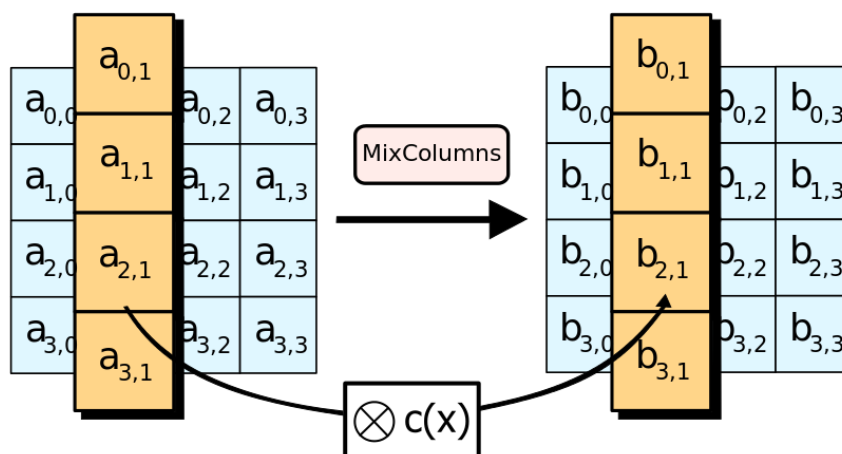 a0,0 a0,1 a0,2 a0,3
a1,0 a1,1 a1,2 a1,3
a2,0 a2,1 a2,2 a2,3
a3,0 a3,1 a3,2 a3,3
MixColumns
b0,0 b0,1 b0,2 b0,3
b1,0 b1,1 b1,2 b1,3
b2,0 b2,1 b2,2 b2,3
b3,0 b3,1 b3,2 b3,3
⊗ c(x)